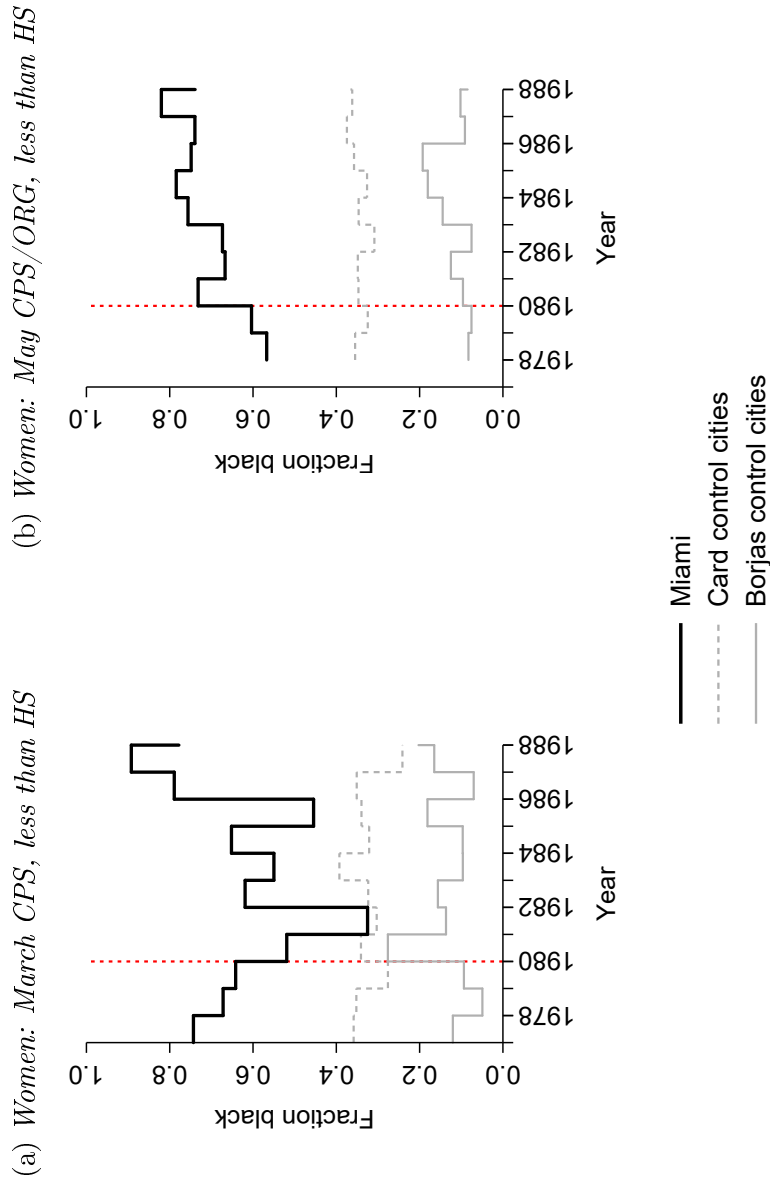 (a) Women: March CPS, less than HS
Fraction black
1.0
0.8
0.6
0.4
0.2
0.0
1978
1980
1982
1984
1986
1988
Year
(b) Women: May CPS/ORG, less than HS
Fraction black
1.0
0.8
0.6
0.4
0.2
0.0
1978
1980
1982
1984
1986
1988
Year
Miami
Card control cities
Borjas control cities